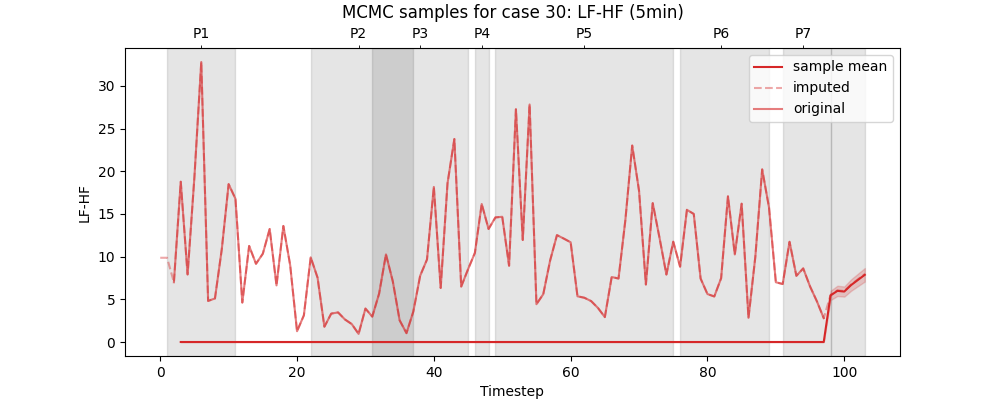 MCMC samples for case 30: LF-HF (5min)
P1 P2 P3 P4 P5 P6 P7
sample mean
imputed
original
30
25
20
15
10
5
0
LF-HF
0 20 40 60 80 100
Timestep